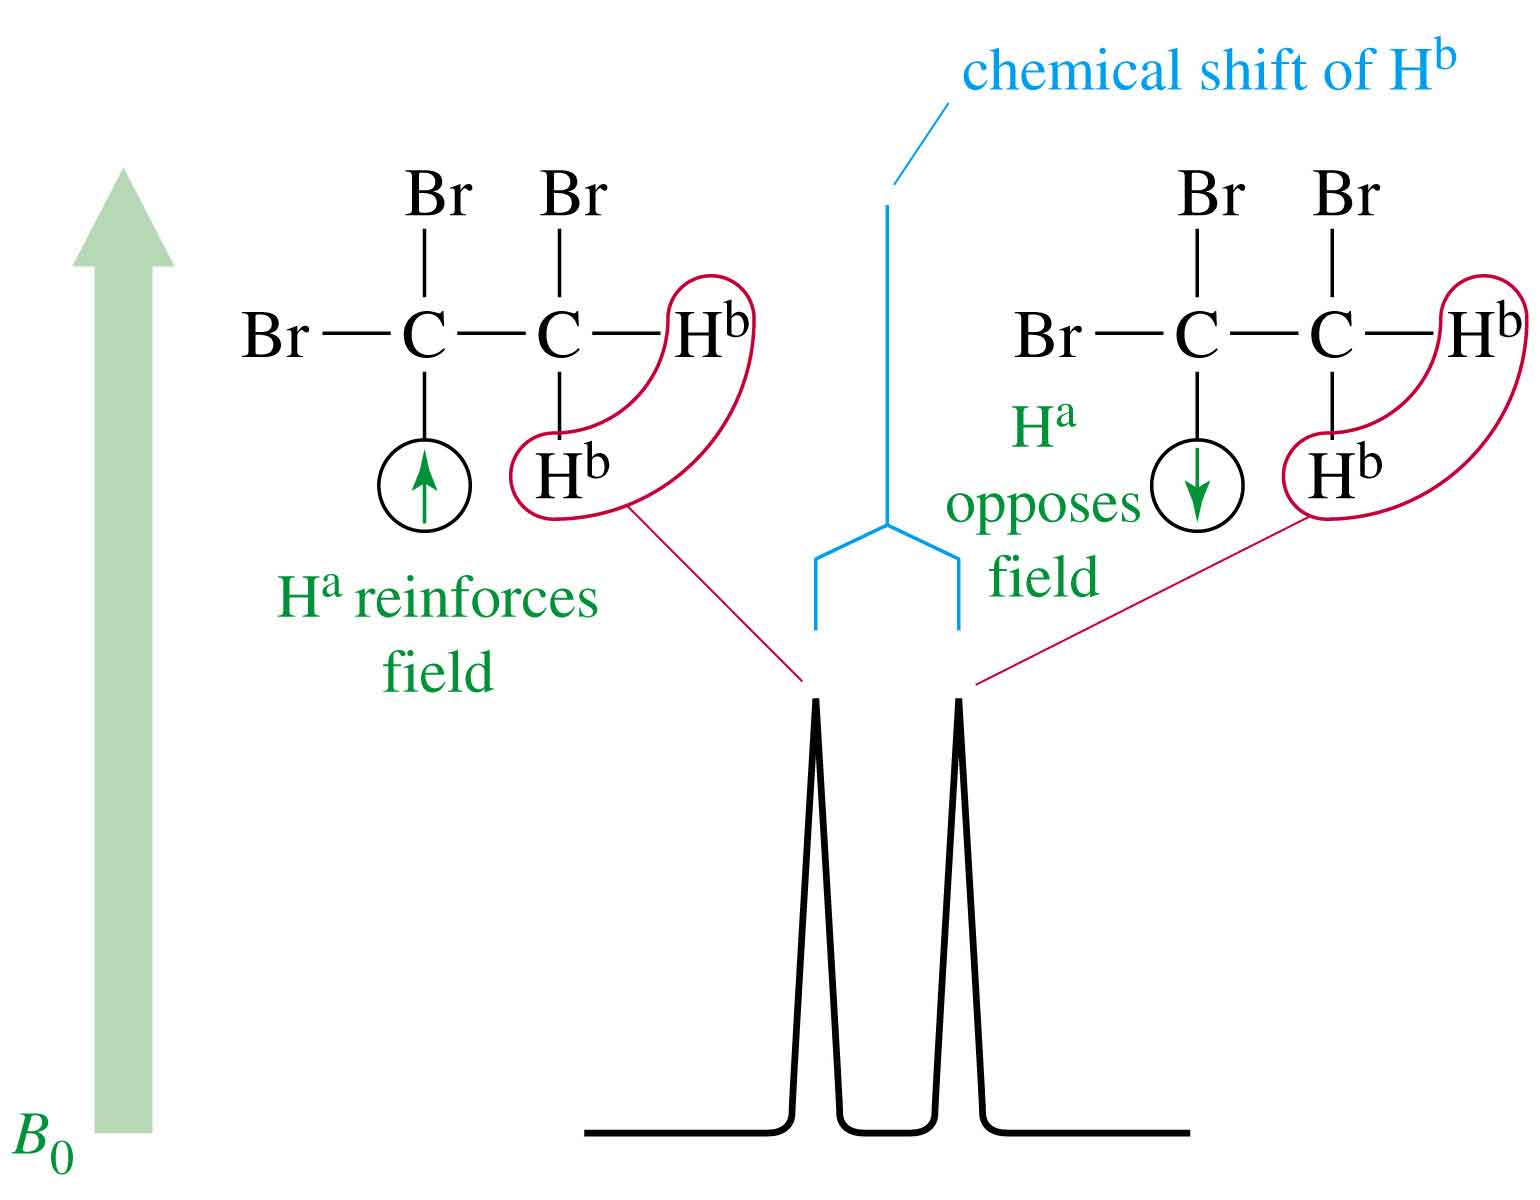 chemical shift of Hᵇ
Br Br Br Br
Br C C Hᵇ Br C C Hᵇ
Hᵃ
opposes
field
Hᵇ Hᵇ
Hᵃ reinforces
field
B₀